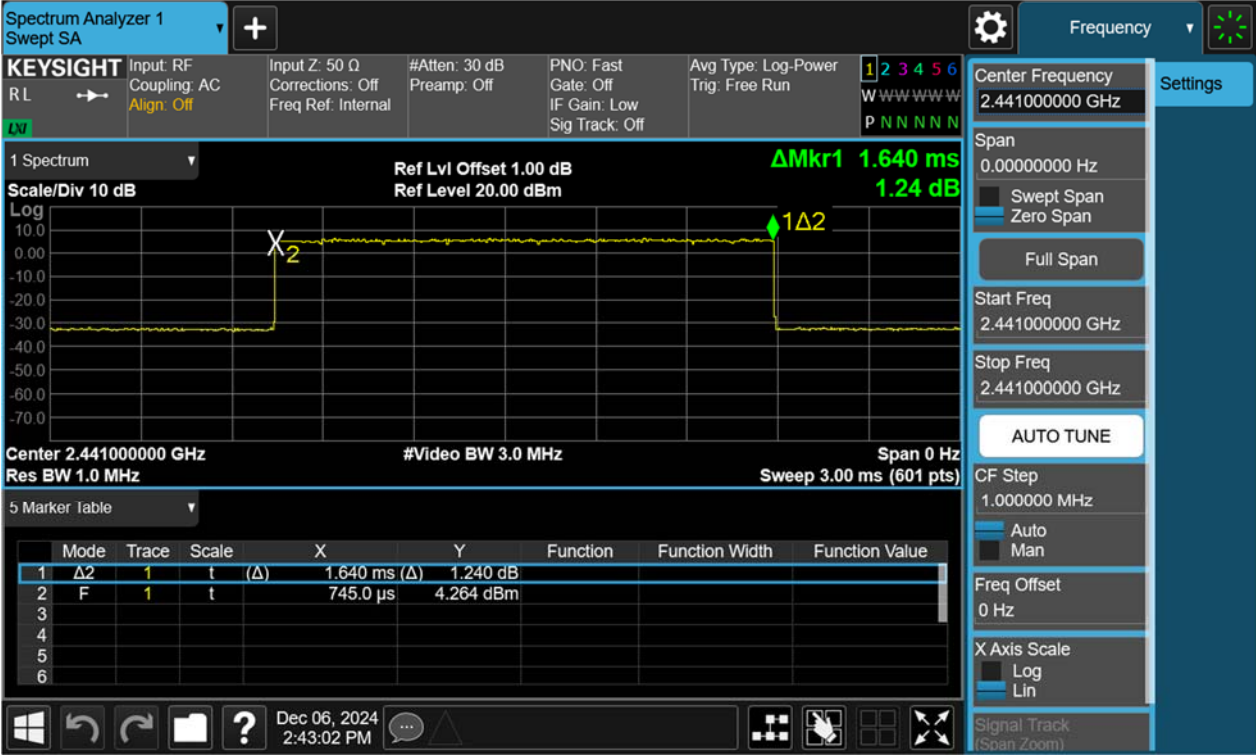 Spectrum Analyzer 1
Swept SA
Frequency
KEYSIGHT
RL
LXI
Input: RF
Coupling: AC
Align: Off
Input Z: 50 Ω
Corrections: Off
Freq Ref: Internal
#Atten: 30 dB
Preamp: Off
PNO: Fast
Gate: Off
IF Gain: Low
Sig Track: Off
Avg Type: Log-Power
Trig: Free Run
1 2 3 4 5 6
W W W W W W
P N N N N N
Center Frequency
2.441000000 GHz
Settings
Span
0.00000000 Hz
Swept Span
Zero Span
Full Span
Start Freq
2.441000000 GHz
Stop Freq
2.441000000 GHz
AUTO TUNE
CF Step
1.000000 MHz
Auto
Man
Freq Offset
0 Hz
X Axis Scale
Log
Lin
Signal Track
(Span Zoom)
1 Spectrum
Scale/Div 10 dB
Ref Lvl Offset 1.00 dB
Ref Level 20.00 dBm
ΔMkr1 1.640 ms
1.24 dB
Log
10.0
0.00
-10.0
-20.0
-30.0
-40.0
-50.0
-60.0
-70.0
X2
1Δ2
Center 2.441000000 GHz
#Video BW 3.0 MHz
Span 0 Hz
Res BW 1.0 MHz
Sweep 3.00 ms (601 pts)
5 Marker Table
Mode Trace Scale X Y Function Function Width Function Value
1 Δ2 1 t (Δ) 1.640 ms (Δ) 1.240 dB
2 F 1 t 745.0 µs 4.264 dBm
3
4
5
6
?
Dec 06, 2024
2:43:02 PM